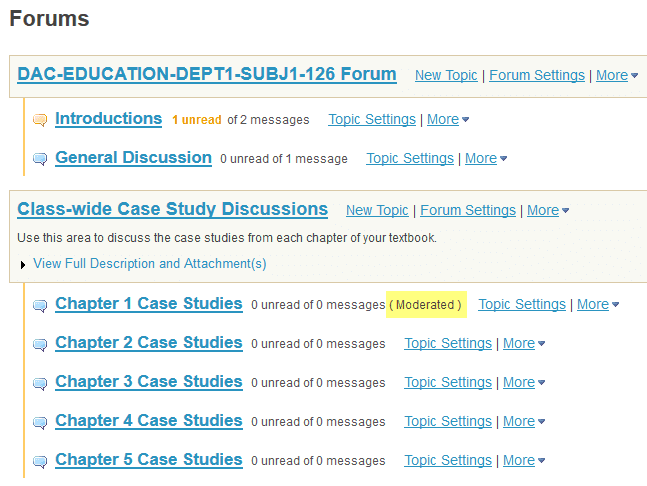 Forums
DAC-EDUCATION-DEPT1-SUBJ1-126 Forum New Topic | Forum Settings | More
Introductions 1 unread of 2 messages Topic Settings | More
General Discussion 0 unread of 1 message Topic Settings | More
Class-wide Case Study Discussions New Topic | Forum Settings | More
Use this area to discuss the case studies from each chapter of your textbook.
View Full Description and Attachment(s)
Chapter 1 Case Studies 0 unread of 0 messages ( Moderated ) Topic Settings | More
Chapter 2 Case Studies 0 unread of 0 messages Topic Settings | More
Chapter 3 Case Studies 0 unread of 0 messages Topic Settings | More
Chapter 4 Case Studies 0 unread of 0 messages Topic Settings | More
Chapter 5 Case Studies 0 unread of 0 messages Topic Settings | More